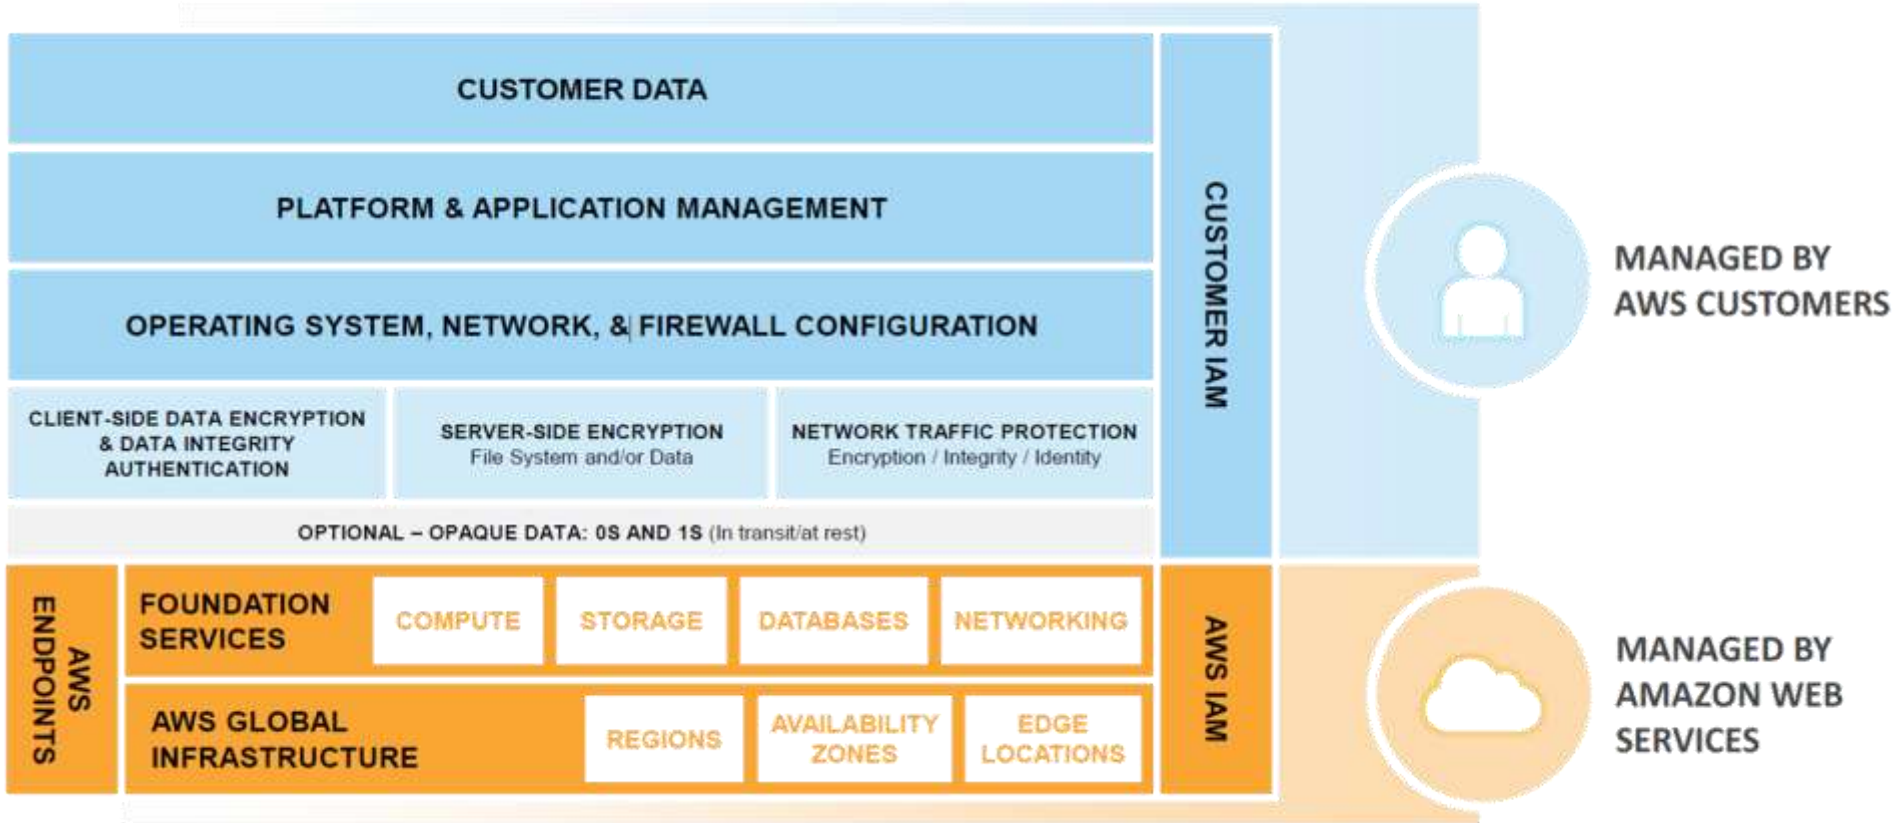 CUSTOMER DATA
PLATFORM & APPLICATION MANAGEMENT
OPERATING SYSTEM, NETWORK, & FIREWALL CONFIGURATION
CLIENT-SIDE DATA ENCRYPTION
& DATA INTEGRITY
AUTHENTICATION
SERVER-SIDE ENCRYPTION
File System and/or Data
NETWORK TRAFFIC PROTECTION
Encryption / Integrity / Identity
OPTIONAL – OPAQUE DATA: 0S AND 1S (In transit/at rest)
CUSTOMER IAM
MANAGED BY
AWS CUSTOMERS
AWS
ENDPOINTS
FOUNDATION
SERVICES
COMPUTE
STORAGE
DATABASES
NETWORKING
AWS GLOBAL
INFRASTRUCTURE
REGIONS
AVAILABILITY
ZONES
EDGE
LOCATIONS
AWS IAM
MANAGED BY
AMAZON WEB
SERVICES